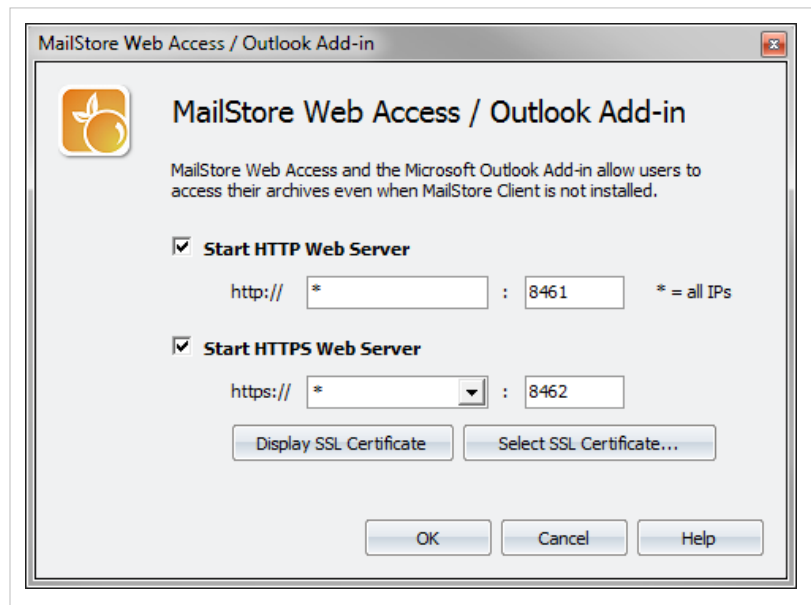 MailStore Web Access / Outlook Add-in
MailStore Web Access / Outlook Add-in
MailStore Web Access and the Microsoft Outlook Add-in allow users to
access their archives even when MailStore Client is not installed.
Start HTTP Web Server
http:// * : 8461 * = all IPs
Start HTTPS Web Server
https:// * : 8462
Display SSL Certificate Select SSL Certificate...
OK Cancel Help